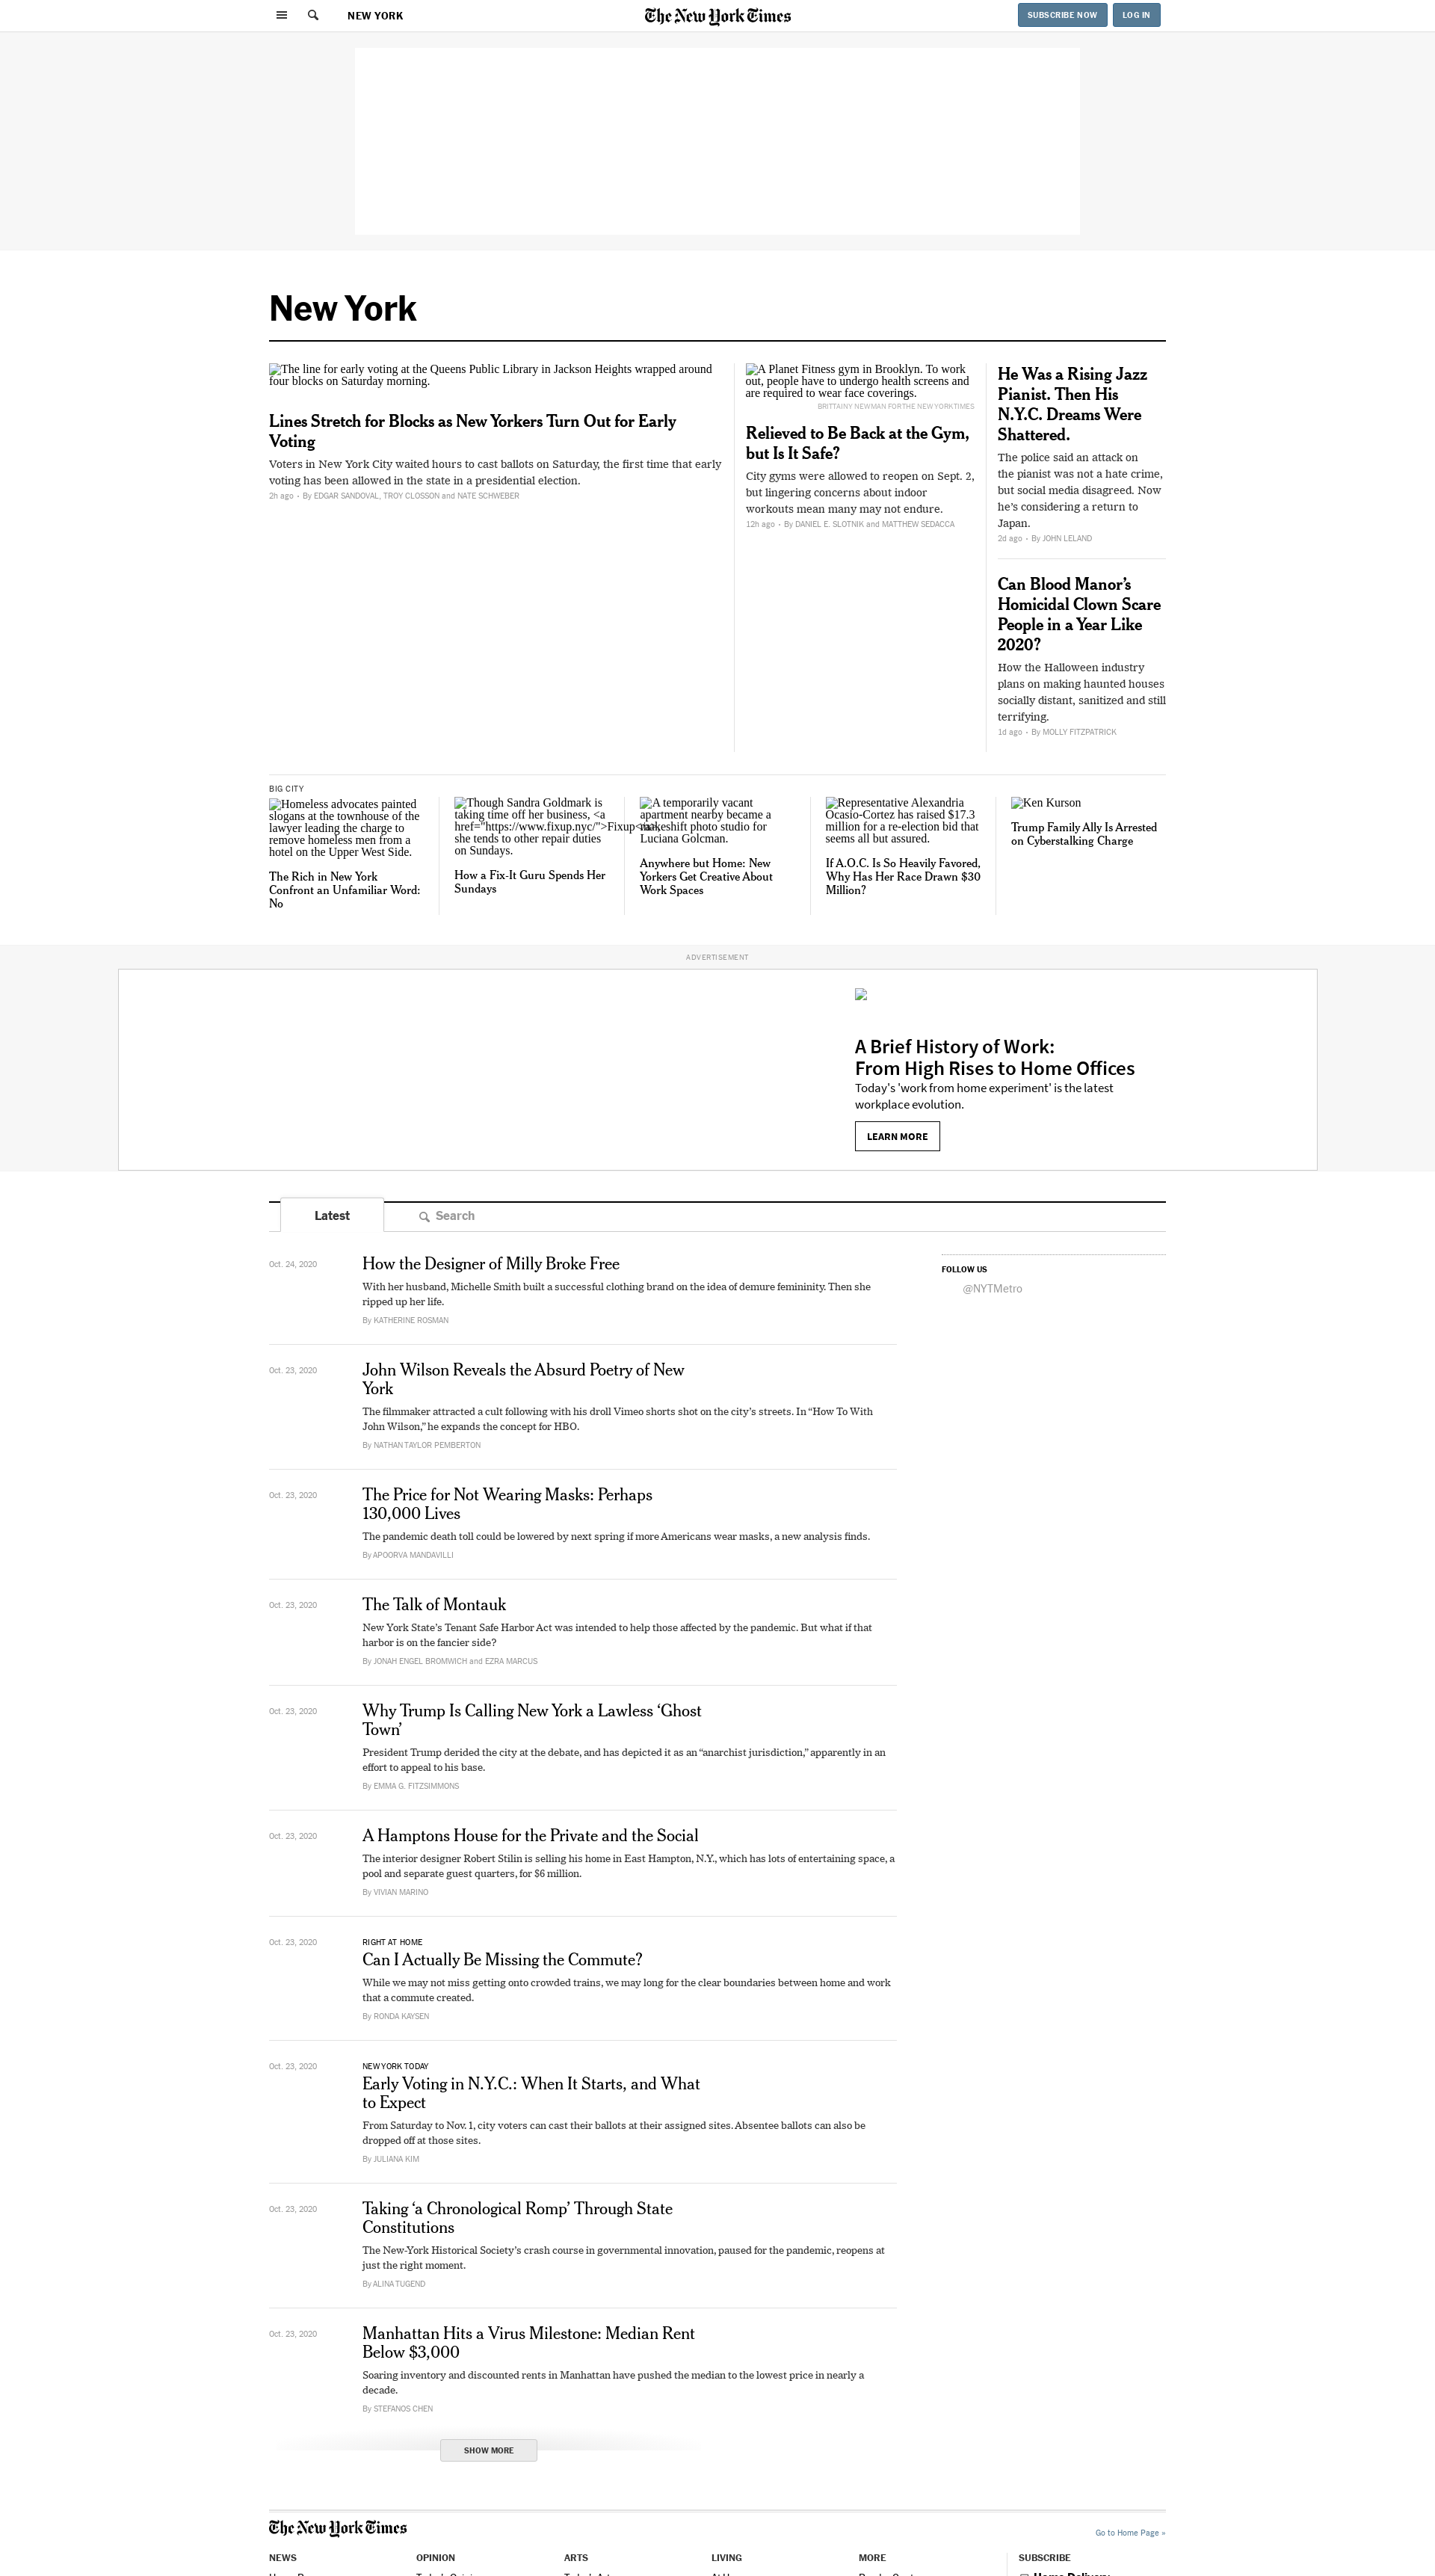 NEW YORK
The New York Times
SUBSCRIBE NOW
LOG IN
New York
The line for early voting at the Queens Public Library in Jackson Heights wrapped around
four blocks on Saturday morning.
Lines Stretch for Blocks as New Yorkers Turn Out for Early
Voting
Voters in New York City waited hours to cast ballots on Saturday, the first time that early
voting has been allowed in the state in a presidential election.
2h ago • By EDGAR SANDOVAL, TROY CLOSSON and NATE SCHWEBER
A Planet Fitness gym in Brooklyn. To work
out, people have to undergo health screens and
are required to wear face coverings.
BRITTAINY NEWMAN FOR THE NEW YORK TIMES
Relieved to Be Back at the Gym,
but Is It Safe?
City gyms were allowed to reopen on Sept. 2,
but lingering concerns about indoor
workouts mean many may not endure.
12h ago • By DANIEL E. SLOTNIK and MATTHEW SEDACCA
He Was a Rising Jazz
Pianist. Then His
N.Y.C. Dreams Were
Shattered.
The police said an attack on
the pianist was not a hate crime,
but social media disagreed. Now
he’s considering a return to
Japan.
2d ago • By JOHN LELAND
Can Blood Manor’s
Homicidal Clown Scare
People in a Year Like
2020?
How the Halloween industry
plans on making haunted houses
socially distant, sanitized and still
terrifying.
1d ago • By MOLLY FITZPATRICK
BIG CITY
Homeless advocates painted
slogans at the townhouse of the
lawyer leading the charge to
remove homeless men from a
hotel on the Upper West Side.
The Rich in New York
Confront an Unfamiliar Word:
No
Though Sandra Goldmark is
taking time off her business, <a
href="https://www.fixup.nyc/">Fixup
she tends to other repair duties
on Sundays.
How a Fix-It Guru Spends Her
Sundays
A temporarily vacant
apartment nearby became a
makeshift photo studio for
Luciana Golcman.
Anywhere but Home: New
Yorkers Get Creative About
Work Spaces
Representative Alexandria
Ocasio-Cortez has raised $17.3
million for a re-election bid that
seems all but assured.
If A.O.C. Is So Heavily Favored,
Why Has Her Race Drawn $30
Million?
Ken Kurson
Trump Family Ally Is Arrested
on Cyberstalking Charge
ADVERTISEMENT
A Brief History of Work:
From High Rises to Home Offices
Today's 'work from home experiment' is the latest
workplace evolution.
LEARN MORE
Latest
Search
Oct. 24, 2020
How the Designer of Milly Broke Free
With her husband, Michelle Smith built a successful clothing brand on the idea of demure femininity. Then she
ripped up her life.
By KATHERINE ROSMAN
FOLLOW US
@NYTMetro
Oct. 23, 2020
John Wilson Reveals the Absurd Poetry of New
York
The filmmaker attracted a cult following with his droll Vimeo shorts shot on the city’s streets. In “How To With
John Wilson,” he expands the concept for HBO.
By NATHAN TAYLOR PEMBERTON
Oct. 23, 2020
The Price for Not Wearing Masks: Perhaps
130,000 Lives
The pandemic death toll could be lowered by next spring if more Americans wear masks, a new analysis finds.
By APOORVA MANDAVILLI
Oct. 23, 2020
The Talk of Montauk
New York State’s Tenant Safe Harbor Act was intended to help those affected by the pandemic. But what if that
harbor is on the fancier side?
By JONAH ENGEL BROMWICH and EZRA MARCUS
Oct. 23, 2020
Why Trump Is Calling New York a Lawless ‘Ghost
Town’
President Trump derided the city at the debate, and has depicted it as an “anarchist jurisdiction,” apparently in an
effort to appeal to his base.
By EMMA G. FITZSIMMONS
Oct. 23, 2020
A Hamptons House for the Private and the Social
The interior designer Robert Stilin is selling his home in East Hampton, N.Y., which has lots of entertaining space, a
pool and separate guest quarters, for $6 million.
By VIVIAN MARINO
Oct. 23, 2020
RIGHT AT HOME
Can I Actually Be Missing the Commute?
While we may not miss getting onto crowded trains, we may long for the clear boundaries between home and work
that a commute created.
By RONDA KAYSEN
Oct. 23, 2020
NEW YORK TODAY
Early Voting in N.Y.C.: When It Starts, and What
to Expect
From Saturday to Nov. 1, city voters can cast their ballots at their assigned sites. Absentee ballots can also be
dropped off at those sites.
By JULIANA KIM
Oct. 23, 2020
Taking ‘a Chronological Romp’ Through State
Constitutions
The New-York Historical Society’s crash course in governmental innovation, paused for the pandemic, reopens at
just the right moment.
By ALINA TUGEND
Oct. 23, 2020
Manhattan Hits a Virus Milestone: Median Rent
Below $3,000
Soaring inventory and discounted rents in Manhattan have pushed the median to the lowest price in nearly a
decade.
By STEFANOS CHEN
SHOW MORE
The New York Times
Go to Home Page »
NEWS
OPINION
ARTS
MORE
LIVING
SUBSCRIBE